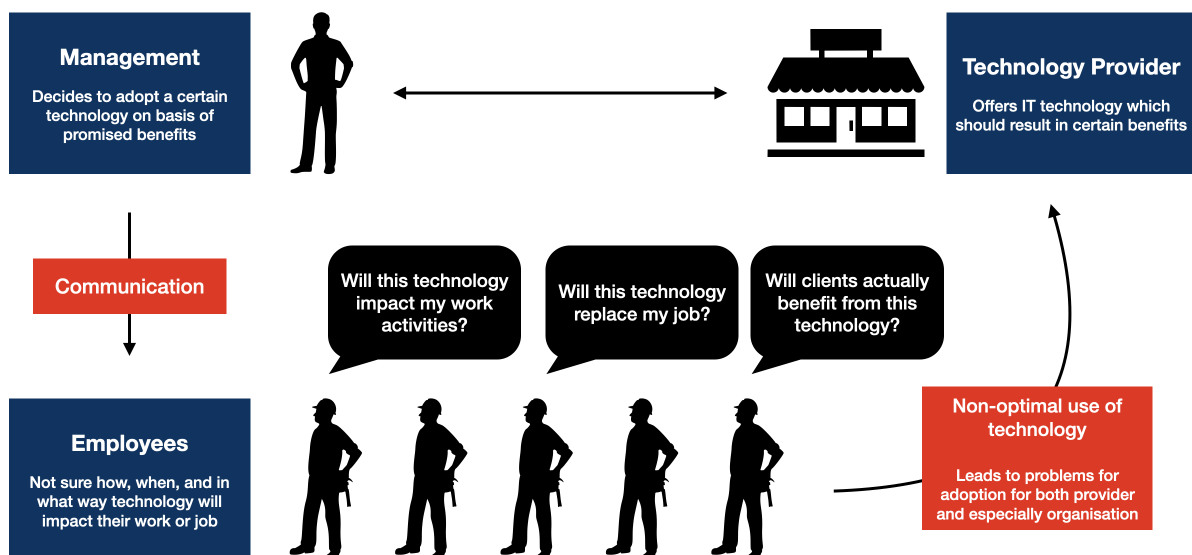 Management
Decides to adopt a certain
technology on basis of
promised benefits
Technology Provider
Offers IT technology which
should result in certain benefits
Communication
Will this technology
impact my work
activities?
Will this technology
replace my job?
Will clients actually
benefit from this
technology?
Employees
Not sure how, when, and in
what way technology will
impact their work or job
Non-optimal use of
technology
Leads to problems for
adoption for both provider
and especially organisation